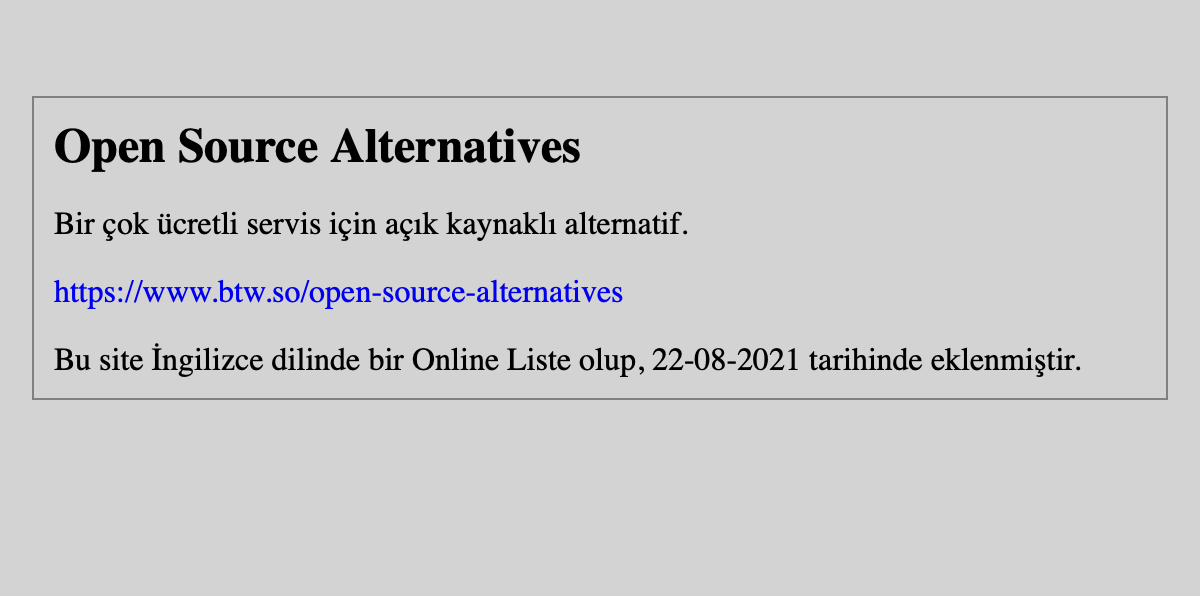 Open Source Alternatives
Bir çok ücretli servis için açık kaynaklı alternatif.
https://www.btw.so/open-source-alternatives
Bu site İngilizce dilinde bir Online Liste olup, 22-08-2021 tarihinde eklenmiştir.